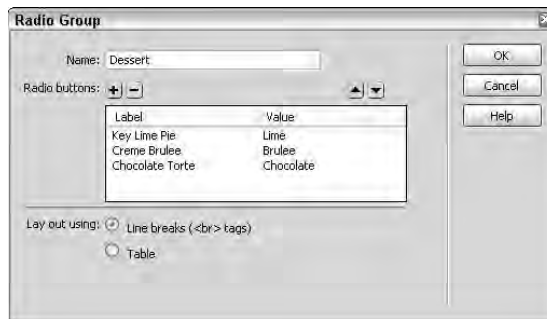 Radio Group
Name: Dessert
OK
Radio buttons:
Cancel
Label Value
Help
Key Lime Pie Lime
Creme Brulee Brulee
Chocolate Torte Chocolate
Lay out using: Line breaks (<br> tags)
Table